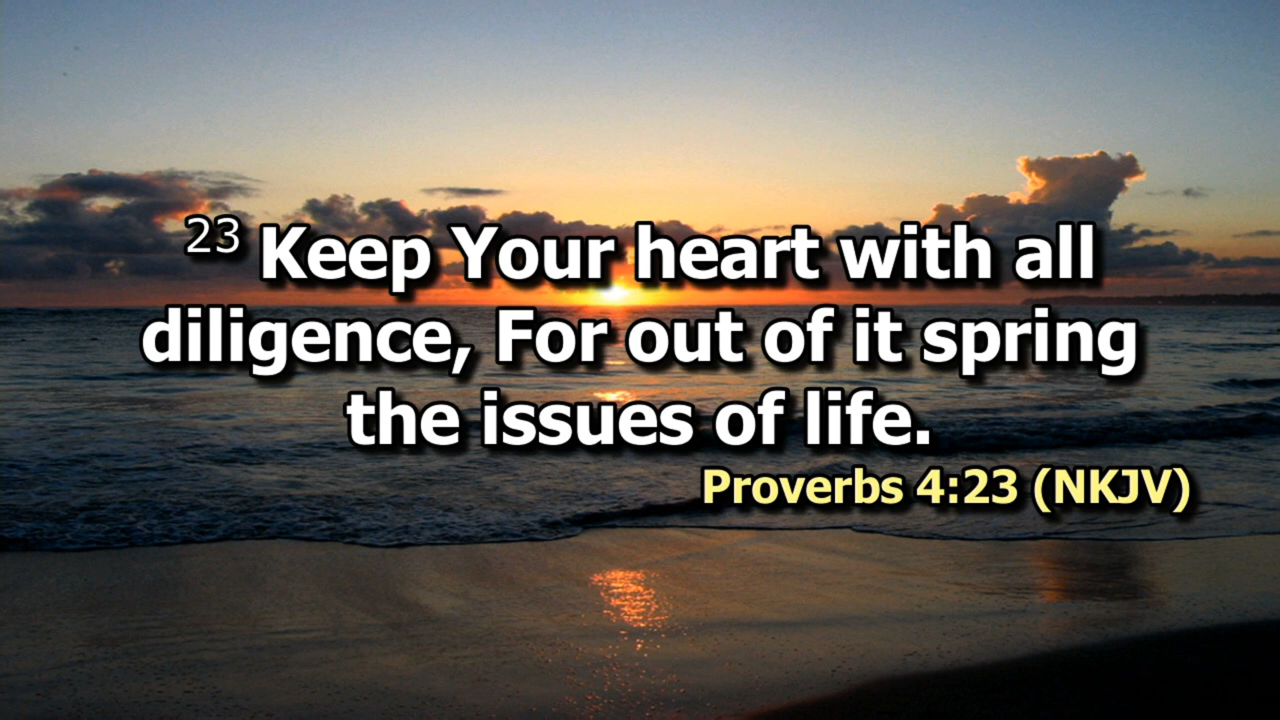 23 Keep Your heart with all
diligence, For out of it spring
the issues of life.
Proverbs 4:23 (NKJV)